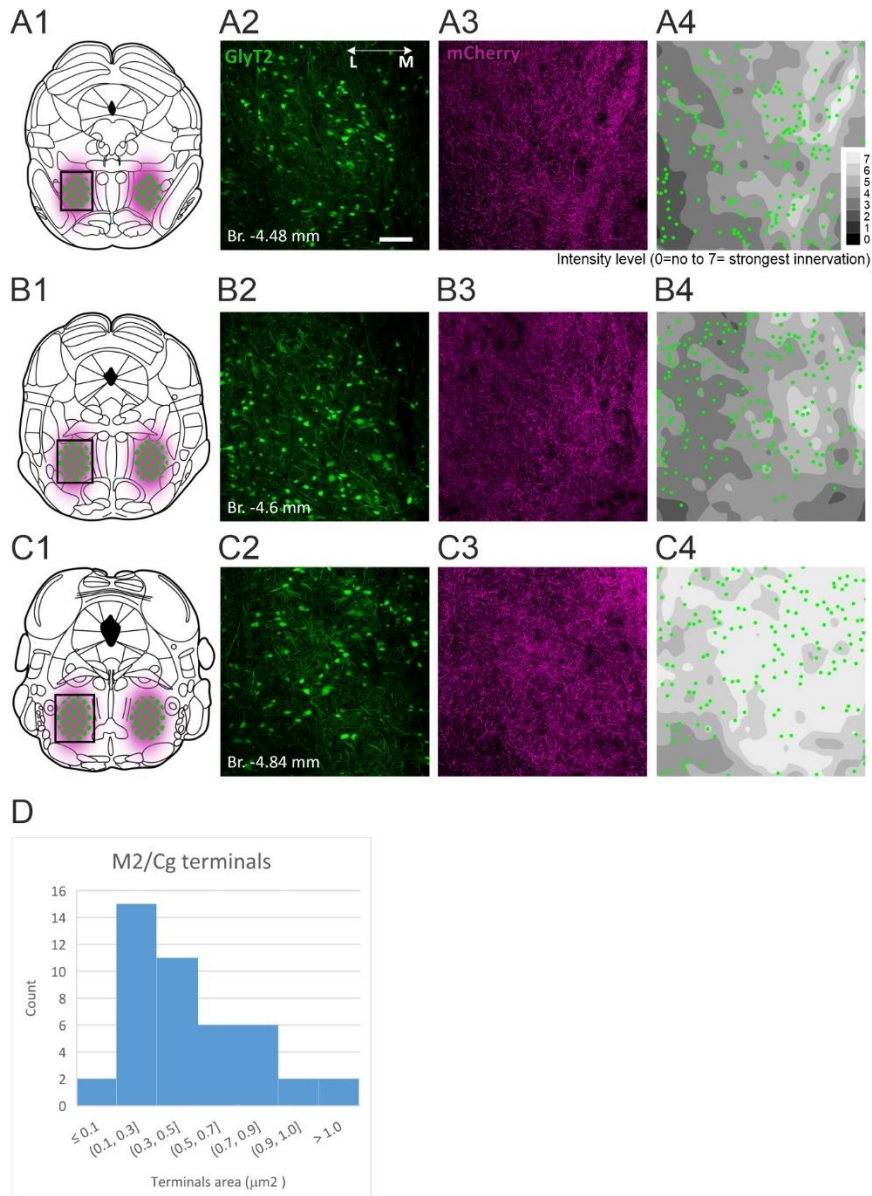 A1
A2
A3
A4
GlyT2
L M
mCherry
Br. -4.48 mm
7
6
5
4
3
2
1
0
Intensity level (0=no to 7= strongest innervation)
B1
B2
B3
B4
Br. -4.6 mm
C1
C2
C3
C4
Br. -4.84 mm
D
M2/Cg terminals
16
14
12
10
8
6
4
2
0
Count
≤ 0.1
(0.1, 0.3]
(0.3, 0.5]
(0.5, 0.7]
(0.7, 0.9]
(0.9, 1.0]
> 1.0
Terminals area (μm2 )